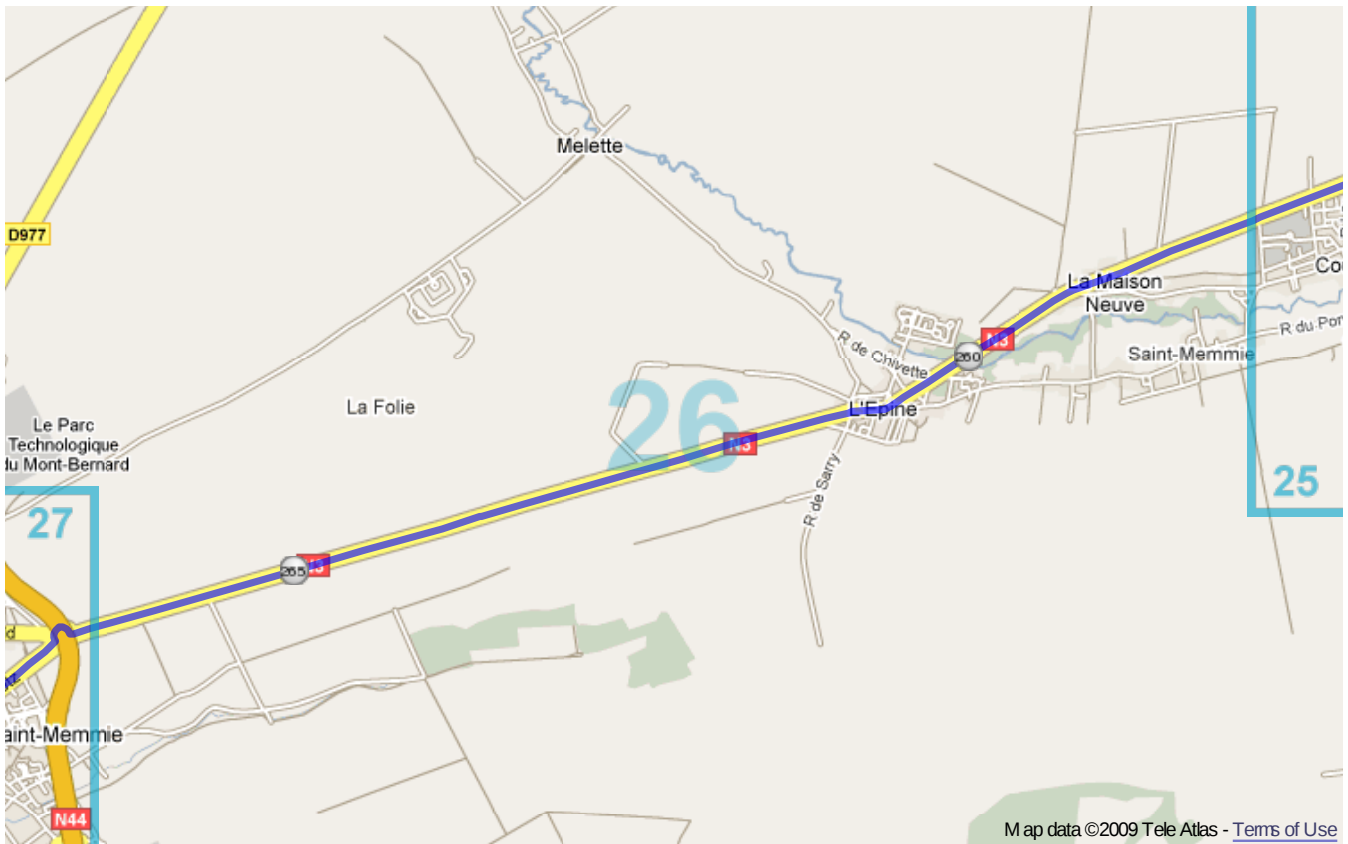 Melette
D977
La Maison
Neuve
R du Por
R de Chivette
N3
260
Saint-Memmie
La Folie
26
L'Epine
Le Parc
Technologique
du Mont-Bernard
N3
R de Sarry
25
27
265
N3
aint-Memmie
N44
Map data ©2009 Tele Atlas - Terms of Use